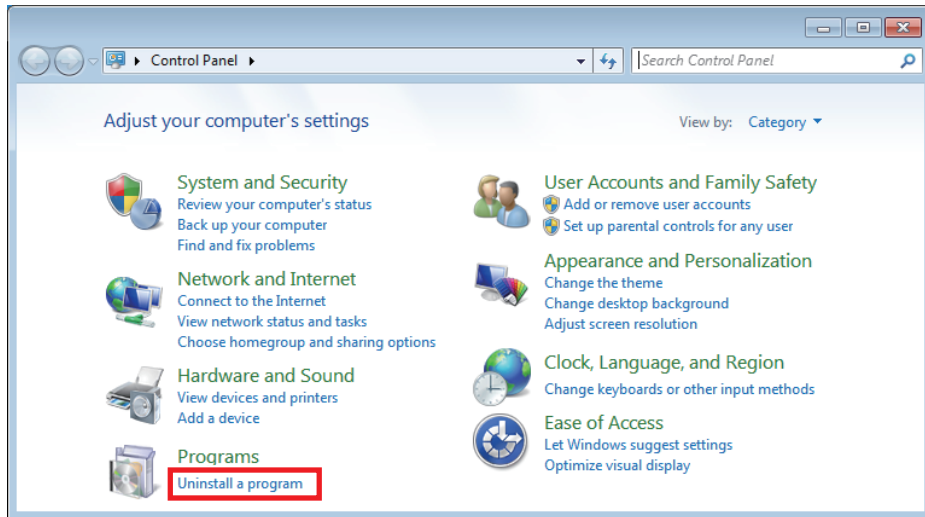 Control Panel
Search Control Panel
Adjust your computer's settings
View by: Category
System and Security
Review your computer's status
Back up your computer
Find and fix problems
Network and Internet
Connect to the Internet
View network status and tasks
Choose homegroup and sharing options
Hardware and Sound
View devices and printers
Add a device
Programs
Uninstall a program
User Accounts and Family Safety
Add or remove user accounts
Set up parental controls for any user
Appearance and Personalization
Change the theme
Change desktop background
Adjust screen resolution
Clock, Language, and Region
Change keyboards or other input methods
Ease of Access
Let Windows suggest settings
Optimize visual display